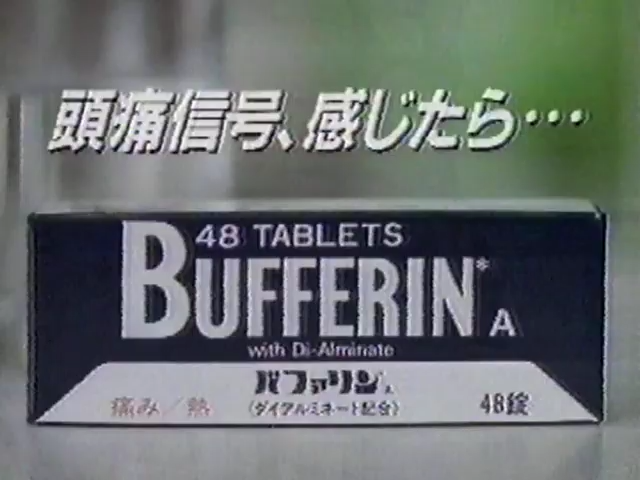 頭痛信号、感じたら…
48 TABLETS
BUFFERIN* A
with Di-Alminate
バファリンA
痛み/熱 (ダイアルミネート配合) 48錠